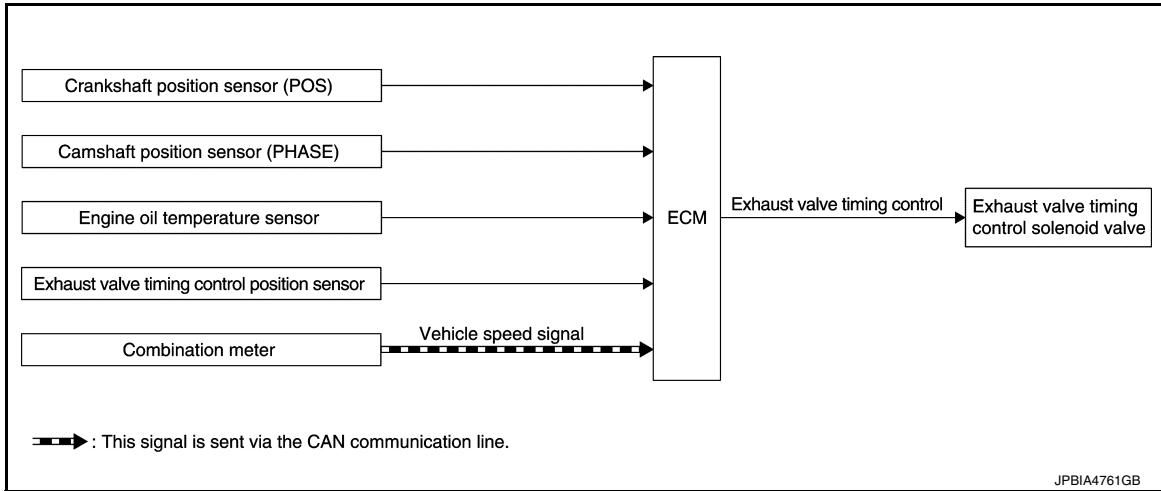 Crankshaft position sensor (POS)
Camshaft position sensor (PHASE)
Engine oil temperature sensor
Exhaust valve timing control position sensor
Combination meter
Vehicle speed signal
ECM
Exhaust valve timing control
Exhaust valve timing
control solenoid valve
: This signal is sent via the CAN communication line.
JPBIA4761GB